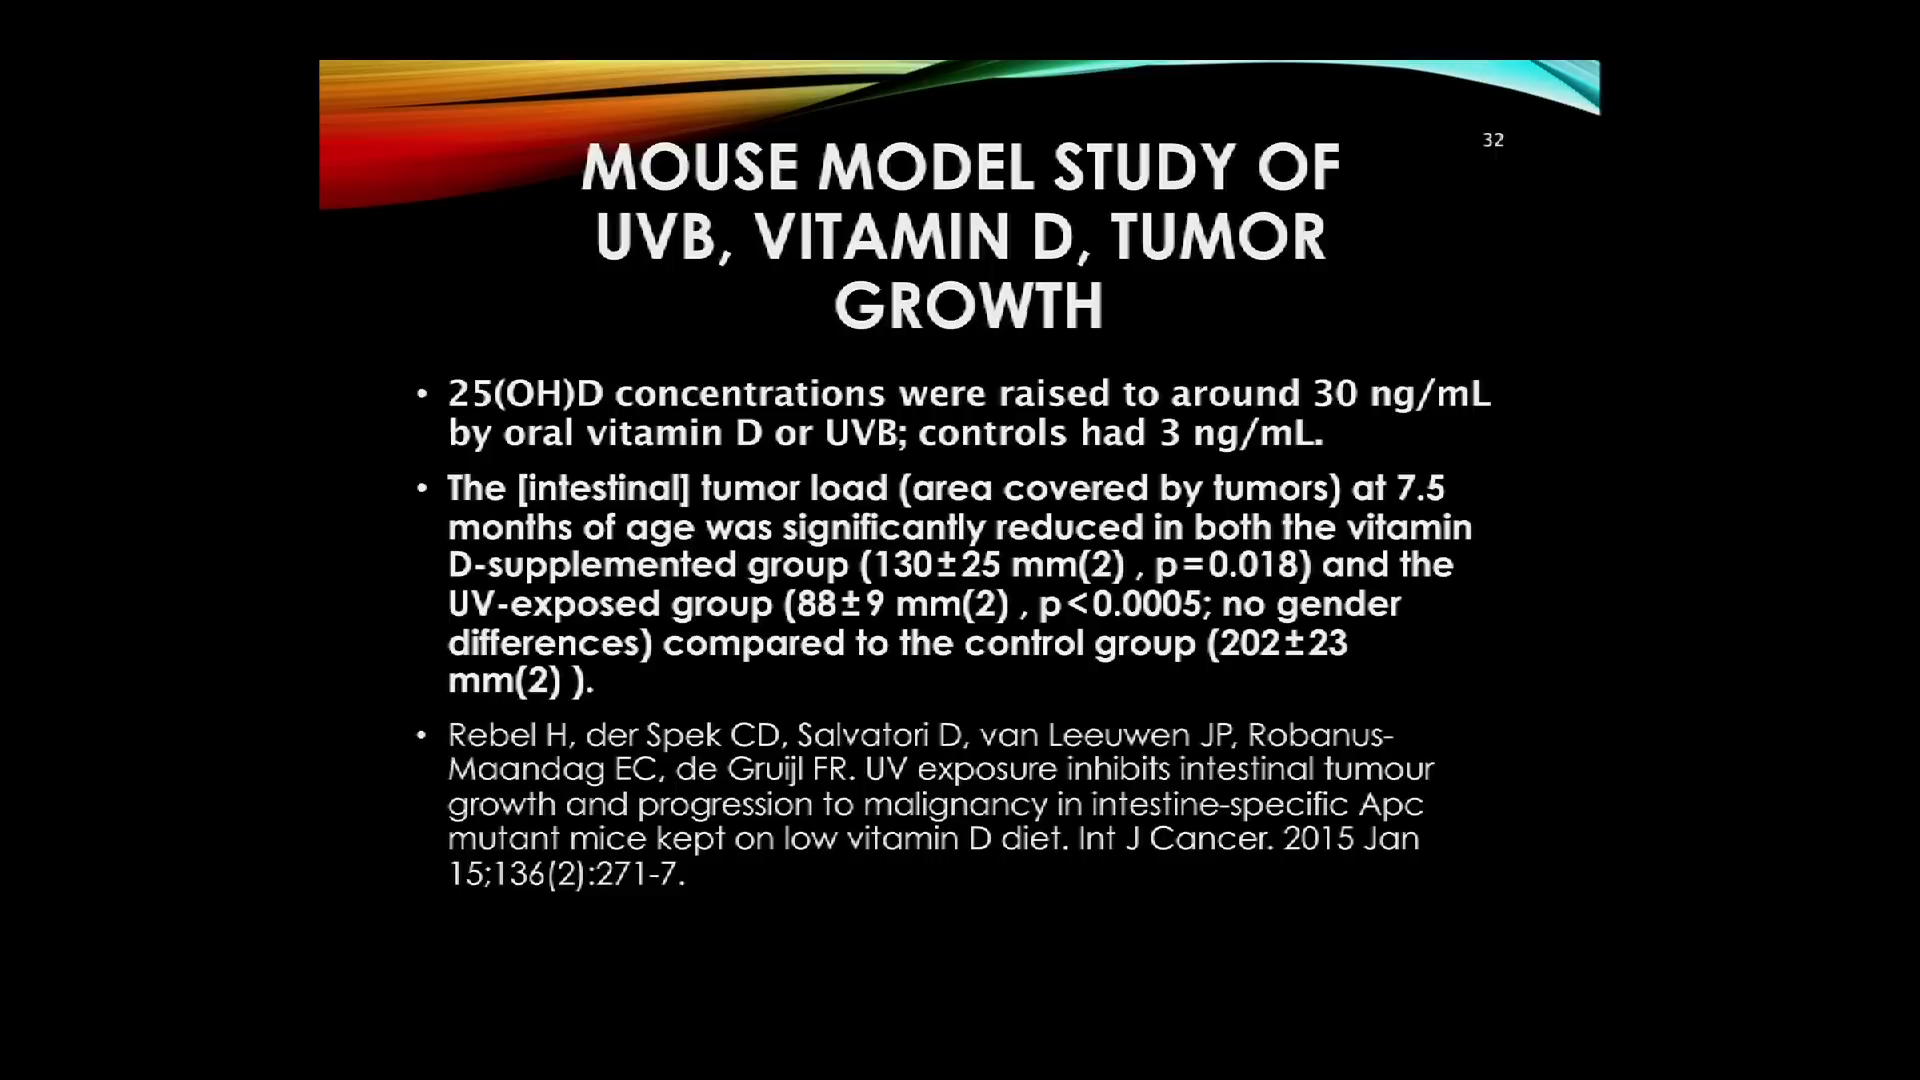 32
MOUSE MODEL STUDY OF
UVB, VITAMIN D, TUMOR
GROWTH
• 25(OH)D concentrations were raised to around 30 ng/mL
by oral vitamin D or UVB; controls had 3 ng/mL.
• The [intestinal] tumor load (area covered by tumors) at 7.5
months of age was significantly reduced in both the vitamin
D-supplemented group (130±25 mm(2) , p=0.018) and the
UV-exposed group (88±9 mm(2) , p<0.0005; no gender
differences) compared to the control group (202±23
mm(2) ).
• Rebel H, der Spek CD, Salvatori D, van Leeuwen JP, Robanus-
Maandag EC, de Gruijl FR. UV exposure inhibits intestinal tumour
growth and progression to malignancy in intestine-specific Apc
mutant mice kept on low vitamin D diet. Int J Cancer. 2015 Jan
15;136(2):271-7.